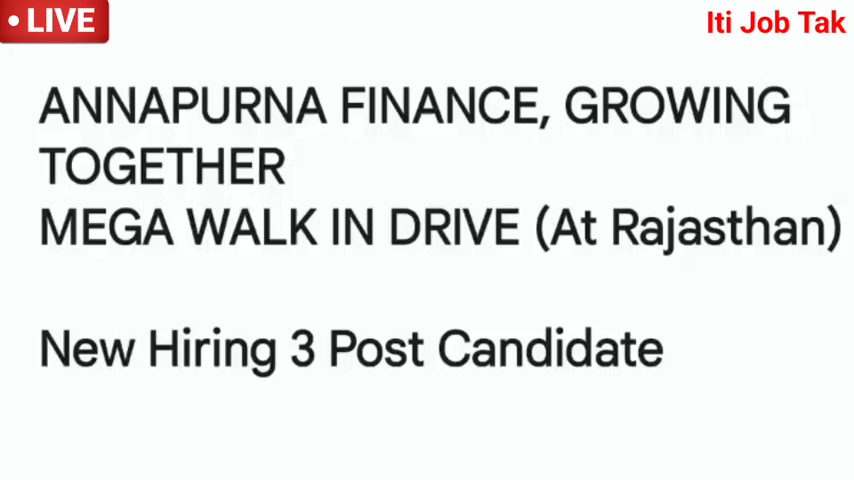 • LIVE
Iti Job Tak
ANNAPURNA FINANCE, GROWING
TOGETHER
MEGA WALK IN DRIVE (At Rajasthan)
New Hiring 3 Post Candidate